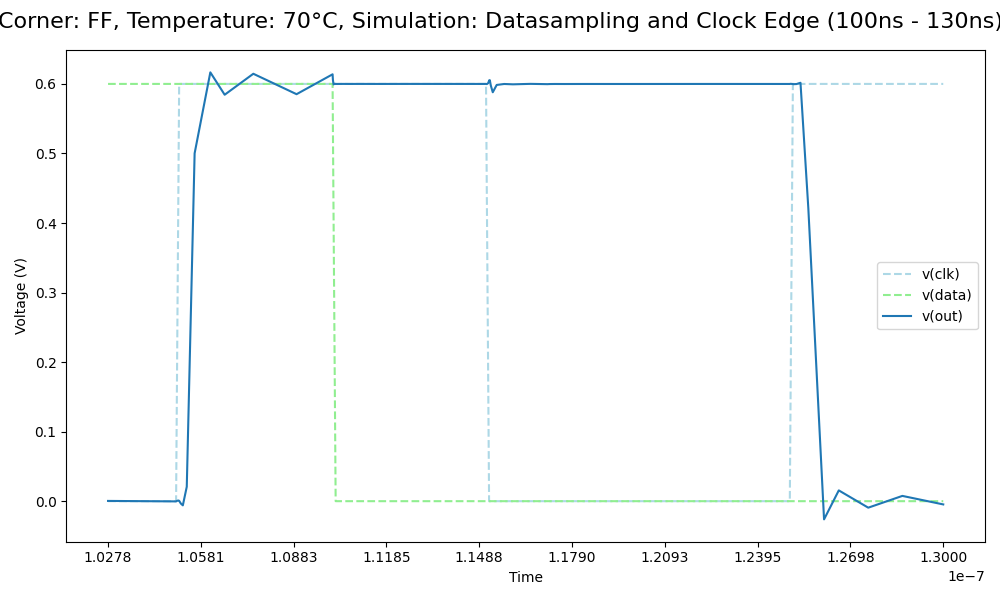 Corner: FF, Temperature: 70°C, Simulation: Datasampling and Clock Edge (100ns - 130ns)
0.6
0.5
0.4
0.3
0.2
0.1
0.0
Voltage (V)
v(clk)
v(data)
v(out)
1.0278 1.0581 1.0883 1.1185 1.1488 1.1790 1.2093 1.2395 1.2698 1.3000
1e−7
Time